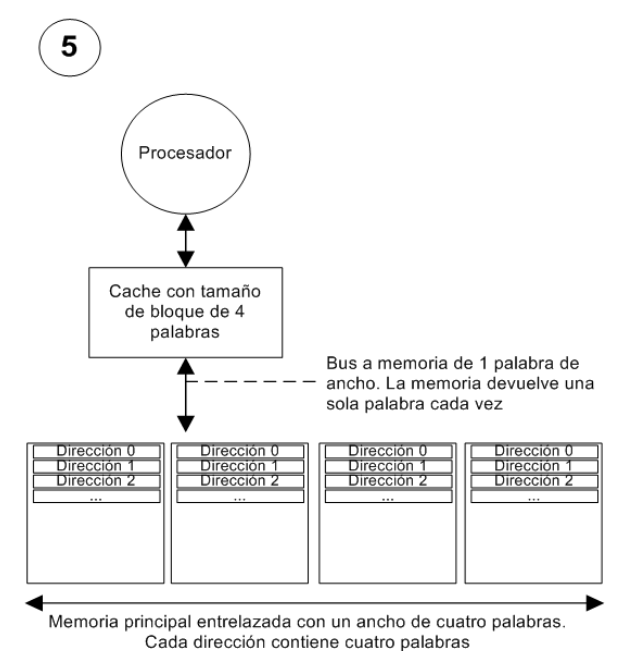 5
Procesador
Cache con tamaño
de bloque de 4
palabras
Bus a memoria de 1 palabra de
ancho. La memoria devuelve una
sola palabra cada vez
Dirección 0 Dirección 0 Dirección 0 Dirección 0
Dirección 1 Dirección 1 Dirección 1 Dirección 1
Dirección 2 Dirección 2 Dirección 2 Dirección 2
... ... ... ...
Memoria principal entrelazada con un ancho de cuatro palabras.
Cada dirección contiene cuatro palabras